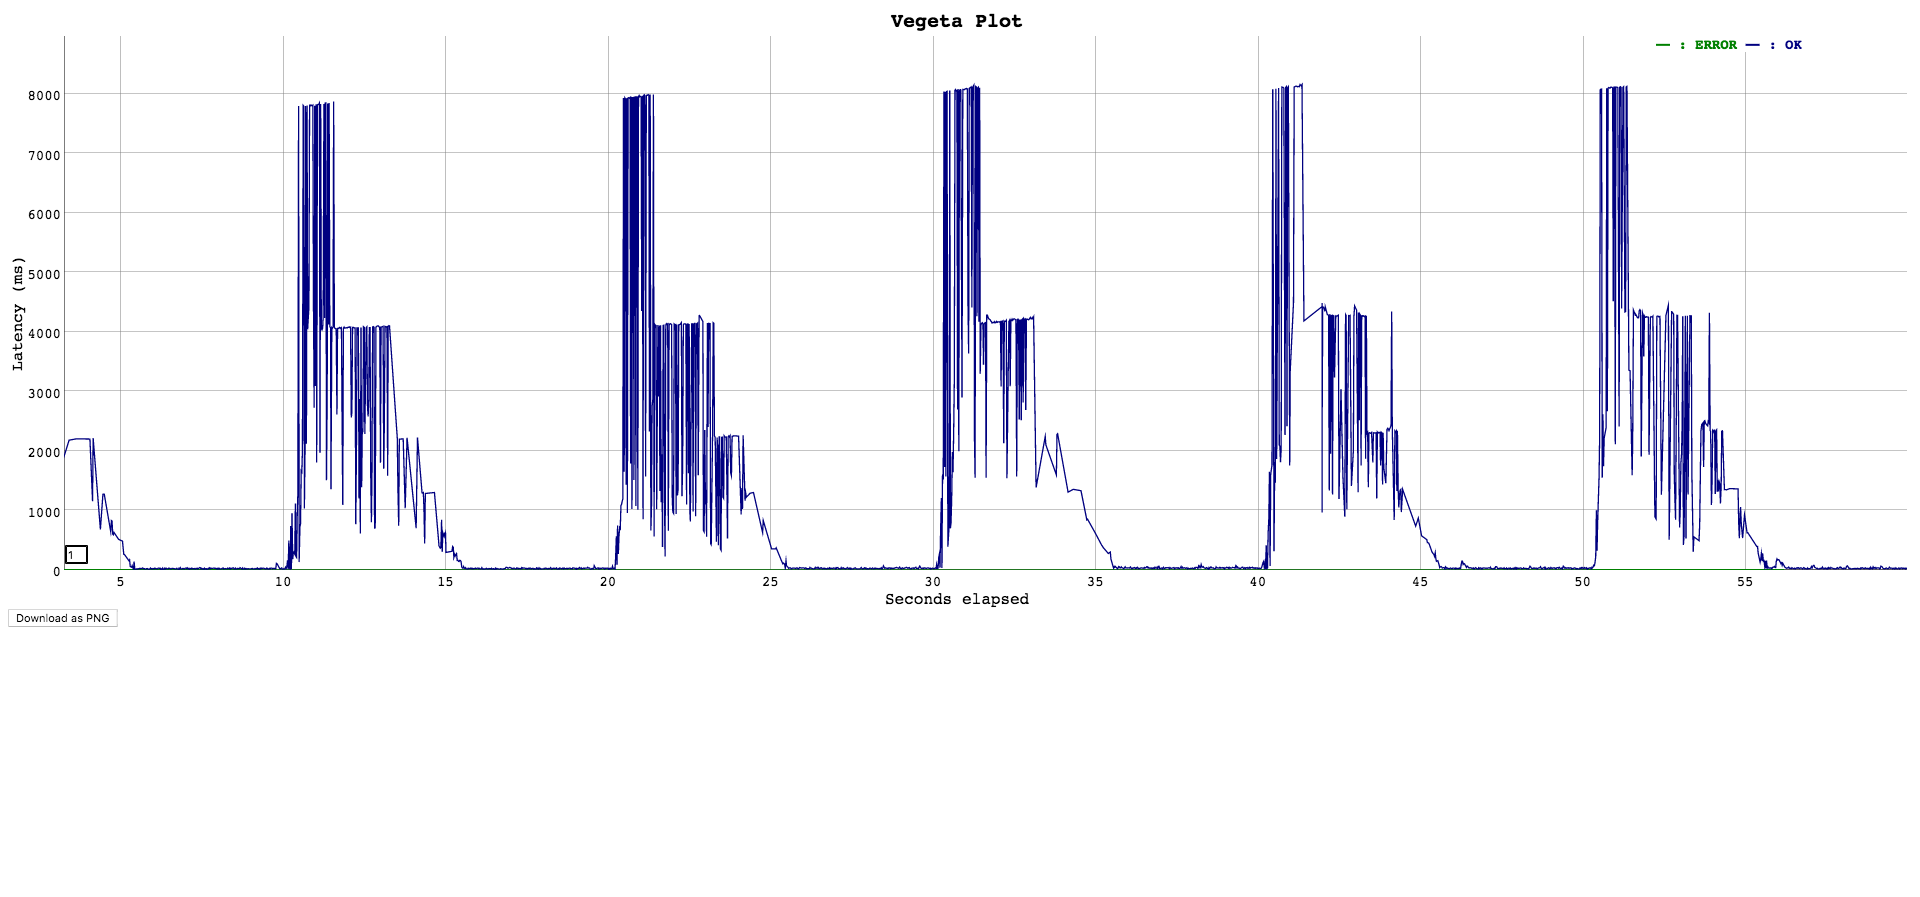 Vegeta Plot
— : ERROR — : OK
8000
7000
6000
5000
4000
3000
2000
1000
0
Latency (ms)
1
5 10 15 20 25 30 35 40 45 50 55
Seconds elapsed
Download as PNG